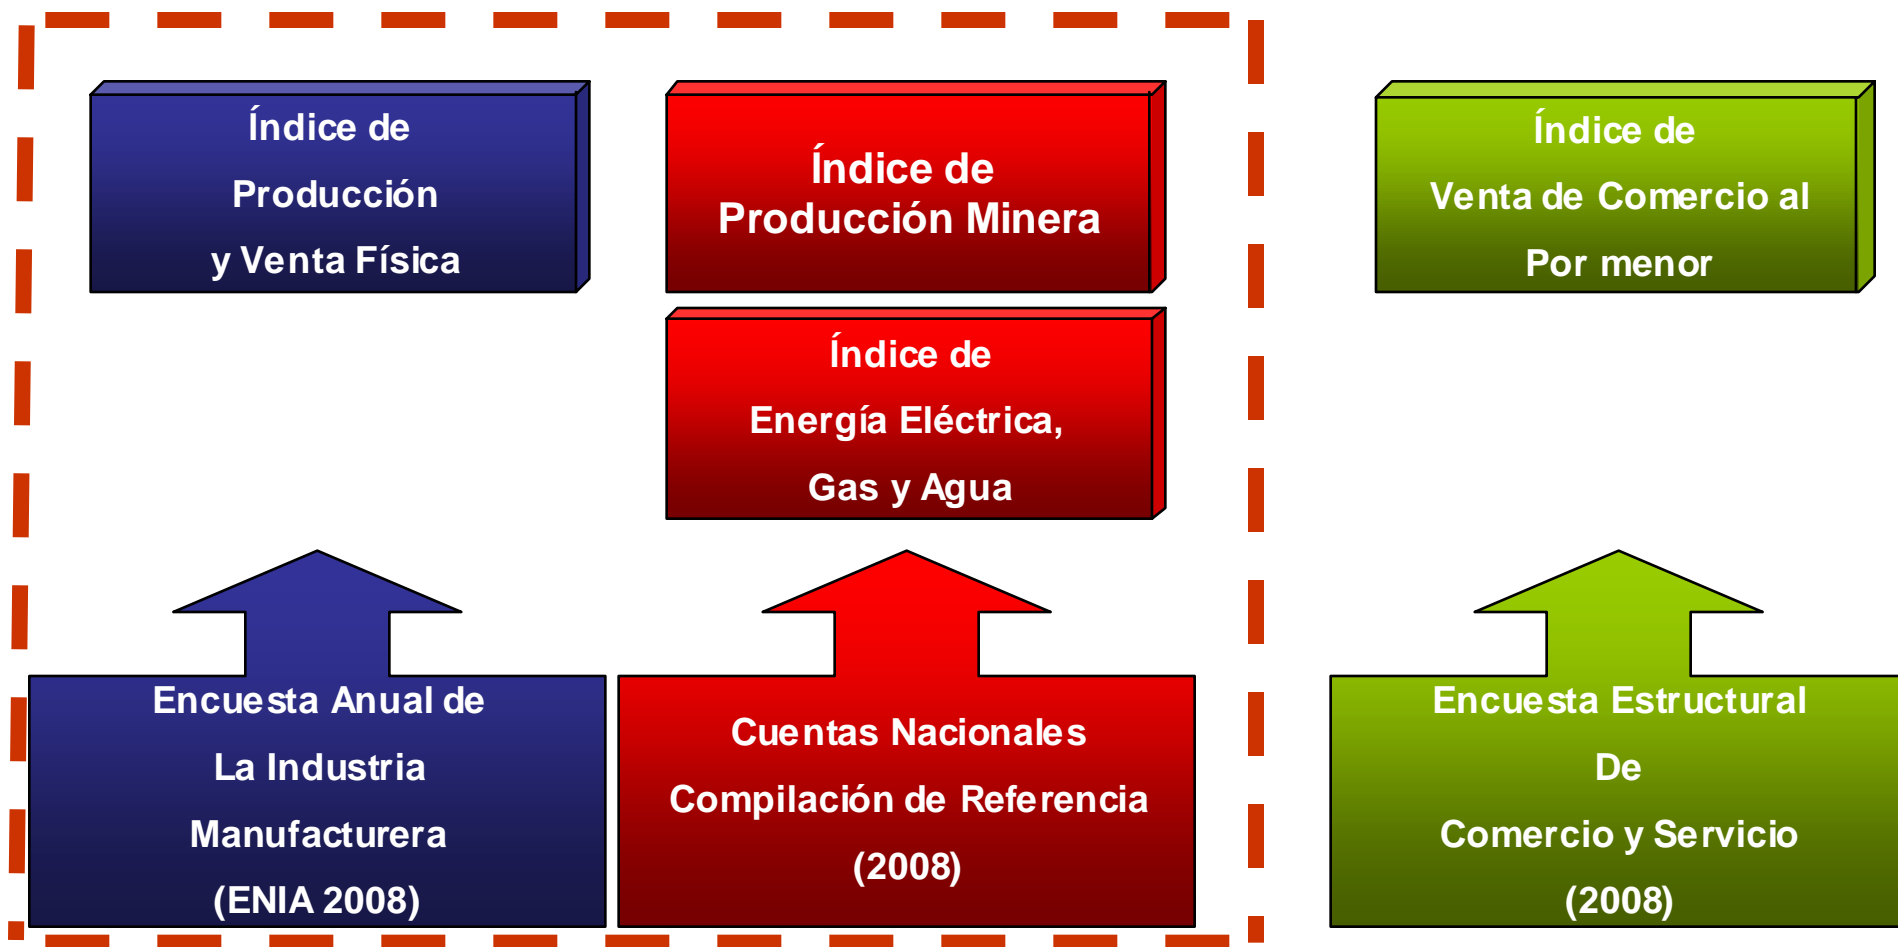 Índice de
Producción
y Venta Física
Índice de
Producción Minera
Índice de
Energía Eléctrica,
Gas y Agua
Índice de
Venta de Comercio al
Por menor
Encuesta Anual de
La Industria
Manufacturera
(ENIA 2008)
Cuentas Nacionales
Compilación de Referencia
(2008)
Encuesta Estructural
De
Comercio y Servicio
(2008)